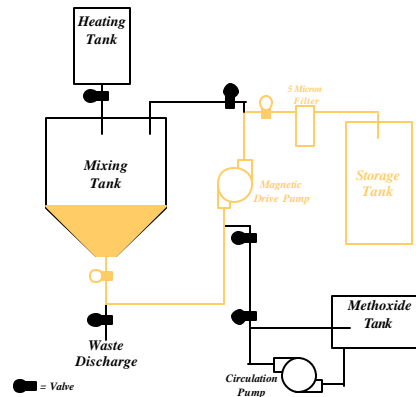 Heating
Tank
5 Micron
Filter
Mixing
Tank
Magnetic
Drive Pump
Storage
Tank
Methoxide
Tank
Waste
Discharge
Circulation
Pump
= Valve